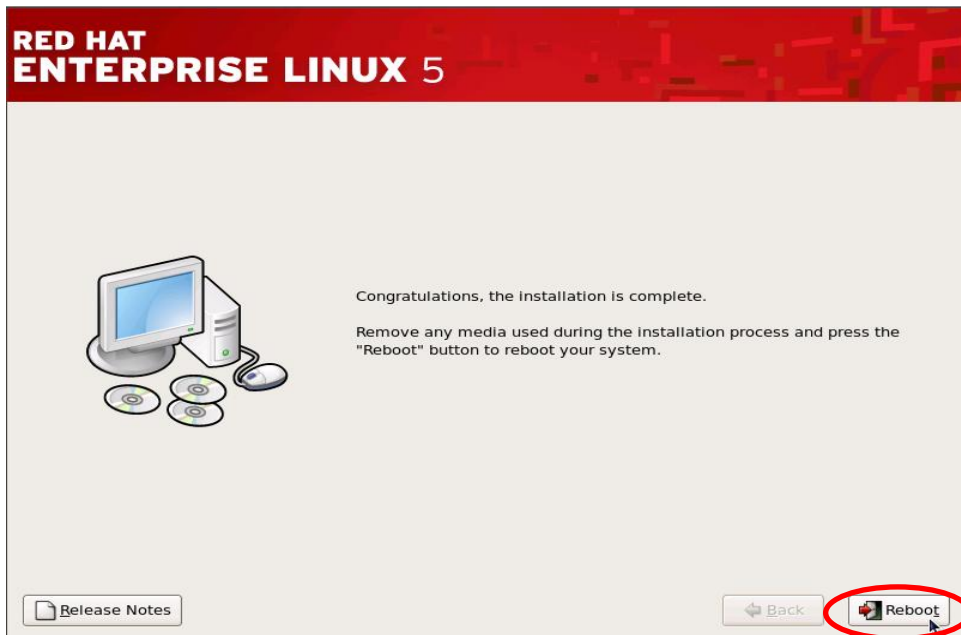 RED HAT
ENTERPRISE LINUX 5
Congratulations, the installation is complete.
Remove any media used during the installation process and press the
"Reboot" button to reboot your system.
Release Notes
Back
Reboot